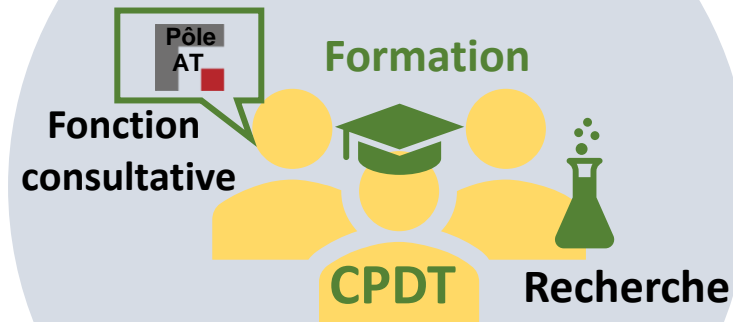 Pôle
AT
Formation
Fonction
consultative
CPDT
Recherche